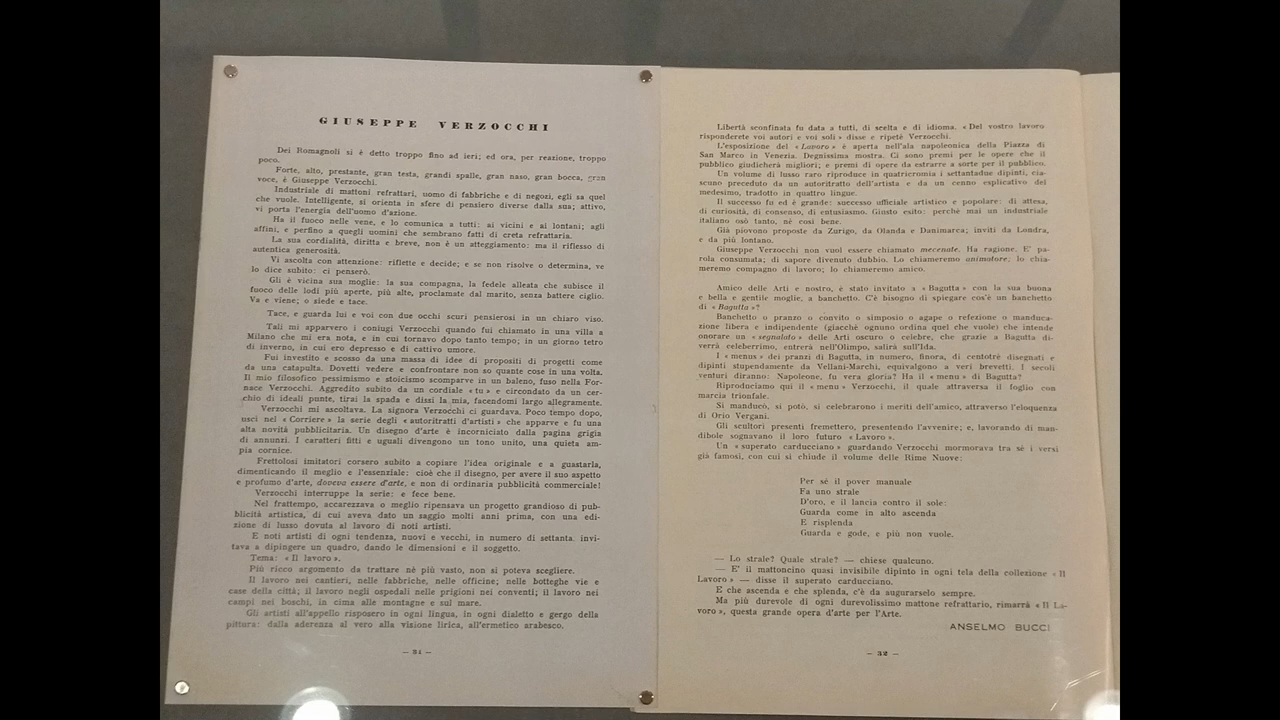 GIUSEPPE VERZOCCHI
Dei Romagnoli si è detto troppo fino ad ieri; ed ora, per reazione, troppo
poco.
Forte, alto, prestante, gran testa, grandi spalle, gran naso, gran bocca, gran
voce, è Giuseppe Verzocchi.
Industriale di mattoni refrattari, uomo di fabbriche e di negozi, egli sa quel
che vuole. Intelligente, si orienta in sfere di pensiero diverse dalla sua; attivo,
vi porta l'energia dell'uomo d'azione.
Ha il fuoco nelle vene, e lo comunica a tutti: ai vicini e ai lontani; agli
affini, e perfino a quegli uomini che sembrano fatti di creta refrattaria.
La sua cordialità, diritta e breve, non è un atteggiamento: ma il riflesso di
autentica generosità.
Vi ascolta con attenzione: riflette e decide; e se non risolve o determina, ve
lo dice subito: ci penserò.
Gli è vicina sua moglie: la sua compagna, la fedele alleata che subisce il
fuoco delle lodi più aperte, più alte, proclamate dal marito, senza battere ciglio.
Va e viene; o siede e tace.
Tace, e guarda lui e voi con due occhi scuri pensierosi in un chiaro viso.
Tali mi apparvero i coniugi Verzocchi quando fui chiamato in una villa a
Milano che mi era nota, e in cui tornavo dopo tanto tempo; in un giorno tetro
di inverno, in cui ero depresso e di cattivo umore.
Fui investito e scosso da una massa di idee di propositi di progetti come
da una catapulta. Dovetti vedere e confrontare non so quante cose in una volta.
Il mio filosofico pessimismo e stoicismo scomparve in un baleno, fuso nella For-
nace Verzocchi. Aggredito subito da un cordiale « tu » e circondato da un cer-
chio di ideali punte, tirai la spada e dissi la mia, facendomi largo allegramente.
Verzocchi mi ascoltava. La signora Verzocchi ci guardava. Poco tempo dopo,
uscì nel « Corriere » la serie degli « autoritratti d'artisti » che apparve e fu una
alta novità pubblicitaria. Un disegno d'arte è incorniciato dalla pagina grigia
di annunzi. I caratteri fitti e uguali divengono un tono unito, una quieta am-
pia cornice.
Frettolosi imitatori corsero subito a copiare l'idea originale e a guastarla,
dimenticando il meglio e l'essenziale: cioè che il disegno, per avere il suo aspetto
e profumo d'arte, doveva essere d'arte, e non di ordinaria pubblicità commerciale!
Verzocchi interruppe la serie: e fece bene.
Nel frattempo, accarezzava o meglio ripensava un progetto grandioso di pub-
blicità artistica, di cui aveva dato un saggio molti anni prima, con una edi-
zione di lusso dovuta al lavoro di noti artisti.
E noti artisti di ogni tendenza, nuovi e vecchi, in numero di settanta, invi-
tava a dipingere un quadro, dando le dimensioni e il soggetto.
Tema: « Il lavoro ».
Più ricco argomento da trattare nè più vasto, non si poteva scegliere.
Il lavoro nei cantieri, nelle fabbriche, nelle officine; nelle botteghe vie e
case della città; il lavoro negli ospedali nelle prigioni nei conventi; il lavoro nei
campi nei boschi, in cima alle montagne e sul mare.
Gli artisti all'appello risposero in ogni lingua, in ogni dialetto e gergo della
pittura: dalla aderenza al vero alla visione lirica, all'ermetico arabesco.
— 31 —
Libertà sconfinata fu data a tutti, di scelta e di idioma. « Del vostro lavoro
risponderete voi autori e voi soli » disse e ripetè Verzocchi.
L'esposizione del « Lavoro » è aperta nell'ala napoleonica della Piazza di
San Marco in Venezia. Degnissima mostra. Ci sono premi per le opere che il
pubblico giudicherà migliori; e premi di opere da estrarre a sorte per il pubblico.
Un volume di lusso raro riproduce in quatricromia i settantadue dipinti, cia-
scuno preceduto da un autoritratto dell'artista e da un cenno esplicativo del
medesimo, tradotto in quattro lingue.
Il successo fu ed è grande: successo ufficiale artistico e popolare: di attesa,
di curiosità, di consenso, di entusiasmo. Giusto esito: perchè mai un industriale
italiano osò tanto, nè così bene.
Già piovono proposte da Zurigo, da Olanda e Danimarca; inviti da Londra,
e da più lontano.
Giuseppe Verzocchi non vuol essere chiamato mecenate. Ha ragione. E' pa-
rola consumata; di sapore divenuto dubbio. Lo chiameremo animatore; lo chia-
meremo compagno di lavoro; lo chiameremo amico.
Amico delle Arti e nostro, è stato invitato a « Bagutta » con la sua buona
e bella e gentile moglie, a banchetto. C'è bisogno di spiegare cos'è un banchetto
di « Bagutta »?
Banchetto o pranzo o convito o simposio o agape o refezione o manduca-
zione libera e indipendente (giacchè ognuno ordina quel che vuole) che intende
onorare un « segnalato » delle Arti oscuro o celebre, che grazie a Bagutta di-
verrà celeberrimo, entrerà nell'Olimpo, salirà sull'Ida.
I « menus » dei pranzi di Bagutta, in numero, finora, di centotrè disegnati e
dipinti stupendamente da Vellani-Marchi, equivalgono a veri brevetti. I secoli
venturi diranno: Napoleone, fu vera gloria? Ha il « menu » di Bagutta?
Riproduciamo qui il « menu » Verzocchi, il quale attraversa il foglio con
marcia trionfale.
Si manducò, si potò, si celebrarono i meriti dell'amico, attraverso l'eloquenza
di Orio Vergani.
Gli scultori presenti fremettero, presentendo l'avvenire; e, lavorando di man-
dibole sognavano il loro futuro « Lavoro ».
Un « superato carducciano » guardando Verzocchi mormorava tra sè i versi
già famosi, con cui si chiude il volume delle Rime Nuove:
Per sè il pover manuale
Fa uno strale
D'oro, e il lancia contro il sole:
Guarda come in alto ascenda
E risplenda
Guarda e gode, e più non vuole.
— Lo strale? Quale strale? — chiese qualcuno.
— E' il mattoncino quasi invisibile dipinto in ogni tela della collezione « Il
Lavoro » — disse il superato carducciano.
E che ascenda e che splenda, c'è da augurarselo sempre.
Ma più durevole di ogni durevolissimo mattone refrattario, rimarrà « Il La-
voro », questa grande opera d'arte per l'Arte.
ANSELMO BUCCI
— 32 —